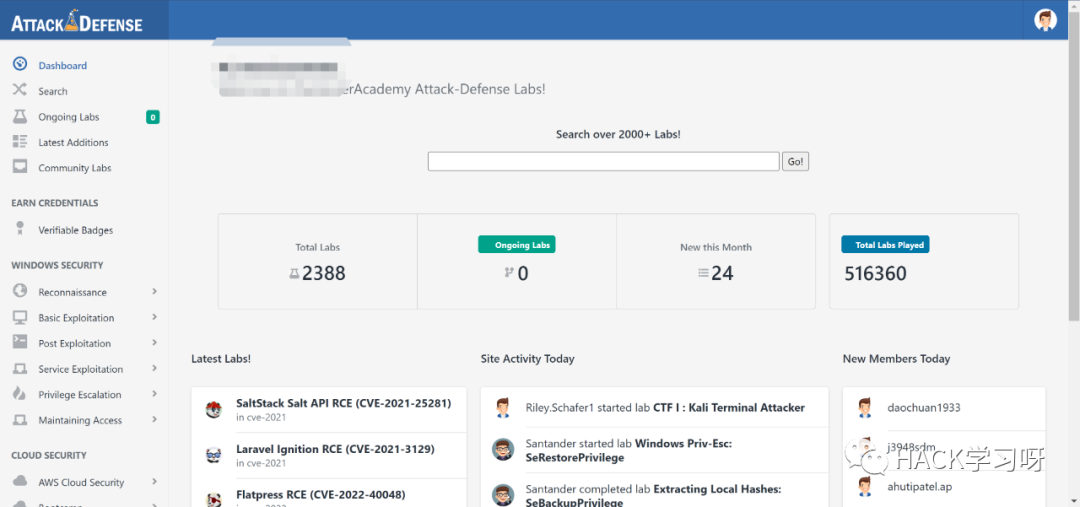 ATTACK DEFENSE
Dashboard
Search
Ongoing Labs 0
Latest Additions
Community Labs
EARN CREDENTIALS
Verifiable Badges
WINDOWS SECURITY
Reconnaissance
Basic Exploitation
Post Exploitation
Service Exploitation
Privilege Escalation
Maintaining Access
CLOUD SECURITY
AWS Cloud Security
erAcademy Attack-Defense Labs!
Search over 2000+ Labs!
Go!
Total Labs
2388
Ongoing Labs
0
New this Month
24
Total Labs Played
516360
Latest Labs!
SaltStack Salt API RCE (CVE-2021-25281)
in cve-2021
Laravel Ignition RCE (CVE-2021-3129)
in cve-2021
Flatpress RCE (CVE-2022-40048)
Site Activity Today
Riley.Schafer1 started lab CTF I : Kali Terminal Attacker
Santander started lab Windows Priv-Esc:
SeRestorePrivilege
Santander completed lab Extracting Local Hashes:
SeBackupPrivilege
New Members Today
daochuan1933
j3948sdm
ahutipatel.ap
HACK学习呀